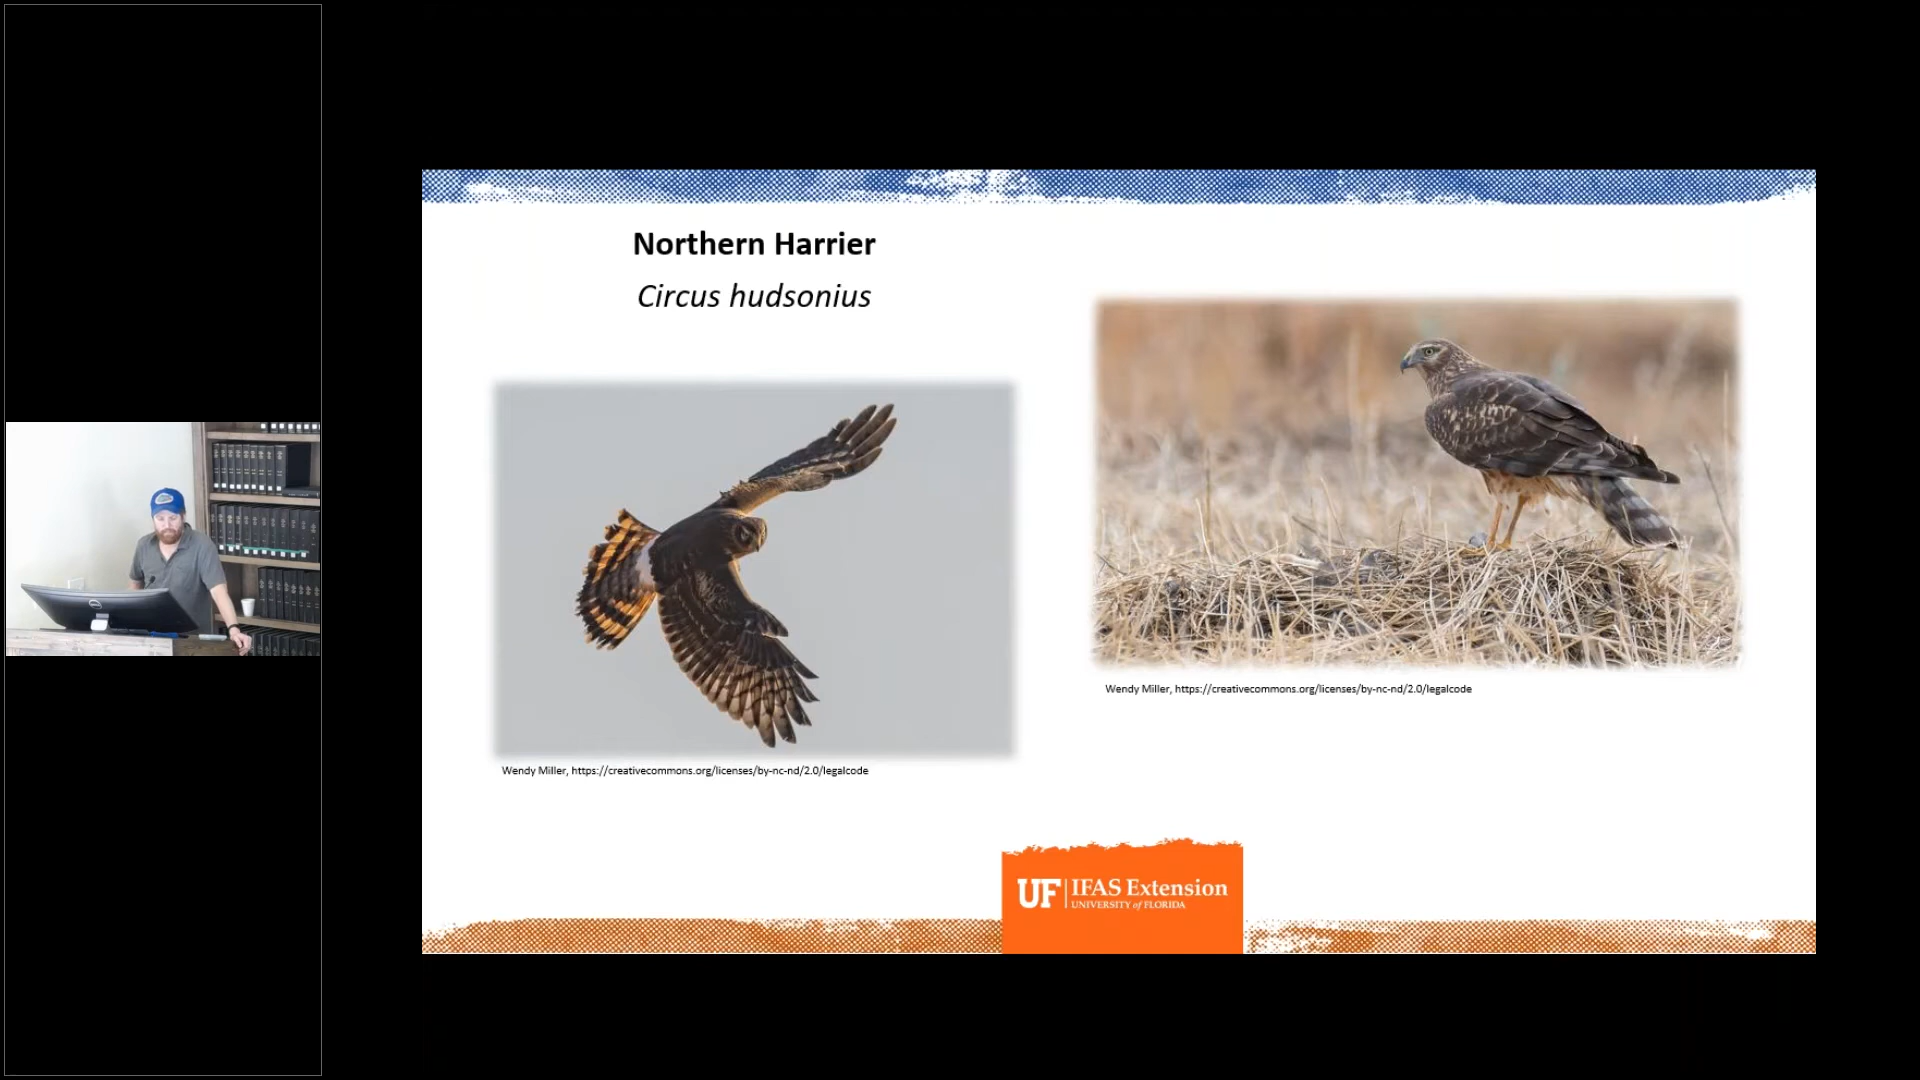 Northern Harrier
Circus hudsonius
Wendy Miller, https://creativecommons.org/licenses/by-nc-nd/2.0/legalcode
Wendy Miller, https://creativecommons.org/licenses/by-nc-nd/2.0/legalcode
UF IFAS Extension
UNIVERSITY of FLORIDA